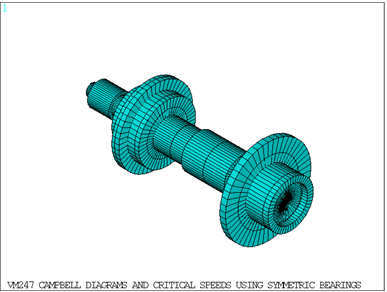 1
VM247 CAMPBELL DIAGRAMS AND CRITICAL SPEEDS USING SYMMETRIC BEARINGS